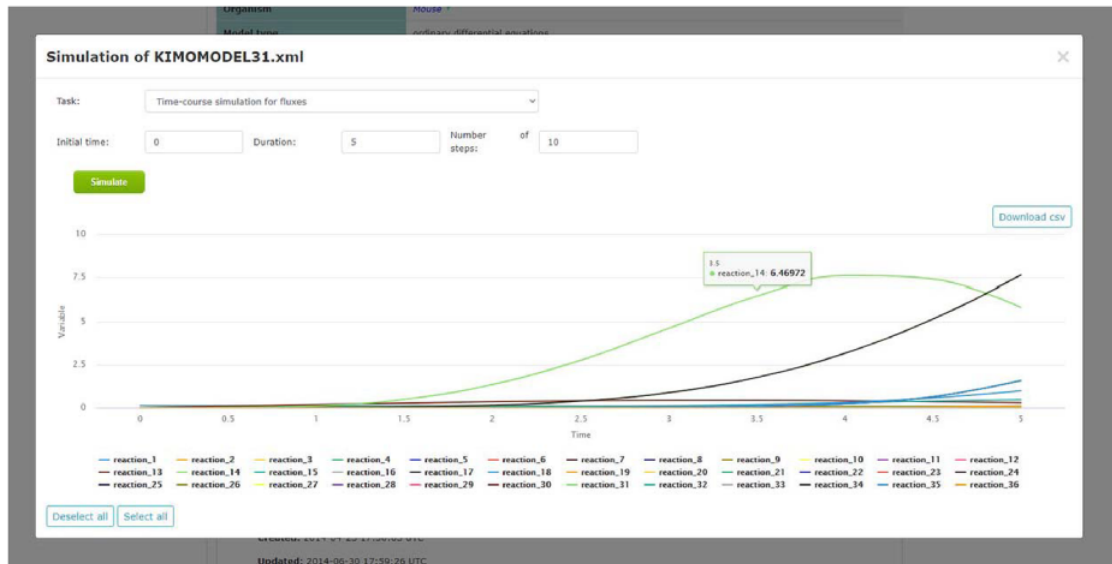 Organism Mouse
Model type ordinary differential equations
Simulation of KIMOMODEL31.xml ×
Task: Time-course simulation for fluxes
Initial time: 0 Duration: 5 Number of steps: 10
Simulate
Download csv
10
7.5
5
2.5
0
Variable
3.5
reaction_14: 6.46972
0 0.5 1 1.5 2 2.5 3 3.5 4 4.5 5
Time
reaction_1 reaction_2 reaction_3 reaction_4 reaction_5 reaction_6 reaction_7 reaction_8 reaction_9 reaction_10 reaction_11 reaction_12
reaction_13 reaction_14 reaction_15 reaction_16 reaction_17 reaction_18 reaction_19 reaction_20 reaction_21 reaction_22 reaction_23 reaction_24
reaction_25 reaction_26 reaction_27 reaction_28 reaction_29 reaction_30 reaction_31 reaction_32 reaction_33 reaction_34 reaction_35 reaction_36
Deselect all Select all
Updated: 2014-06-30 17:59:26 UTC